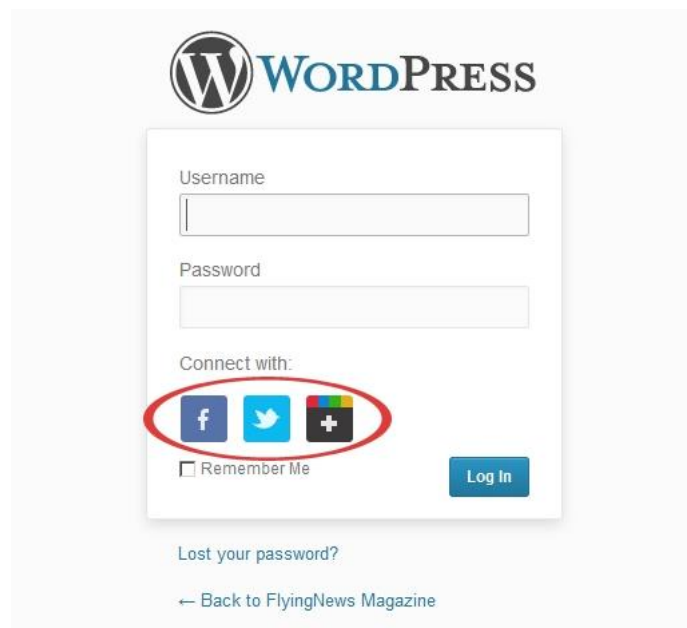 WORDPRESS
Username
Password
Connect with:
Remember Me
Log In
Lost your password?
← Back to FlyingNews Magazine